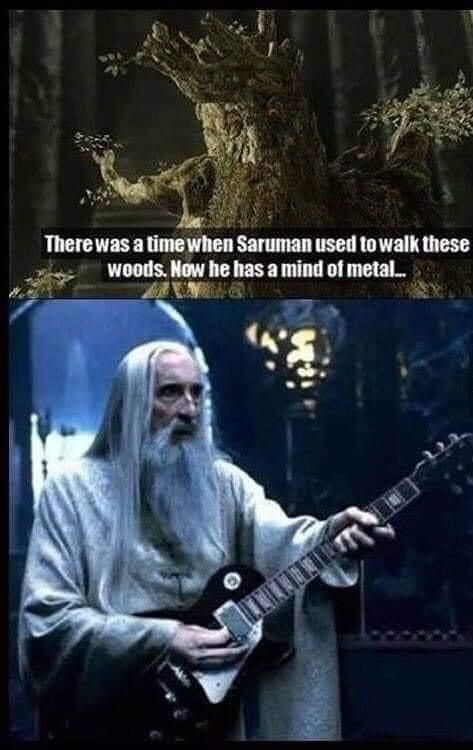 There was a time when Saruman used to walk these
woods. Now he has a mind of metal...